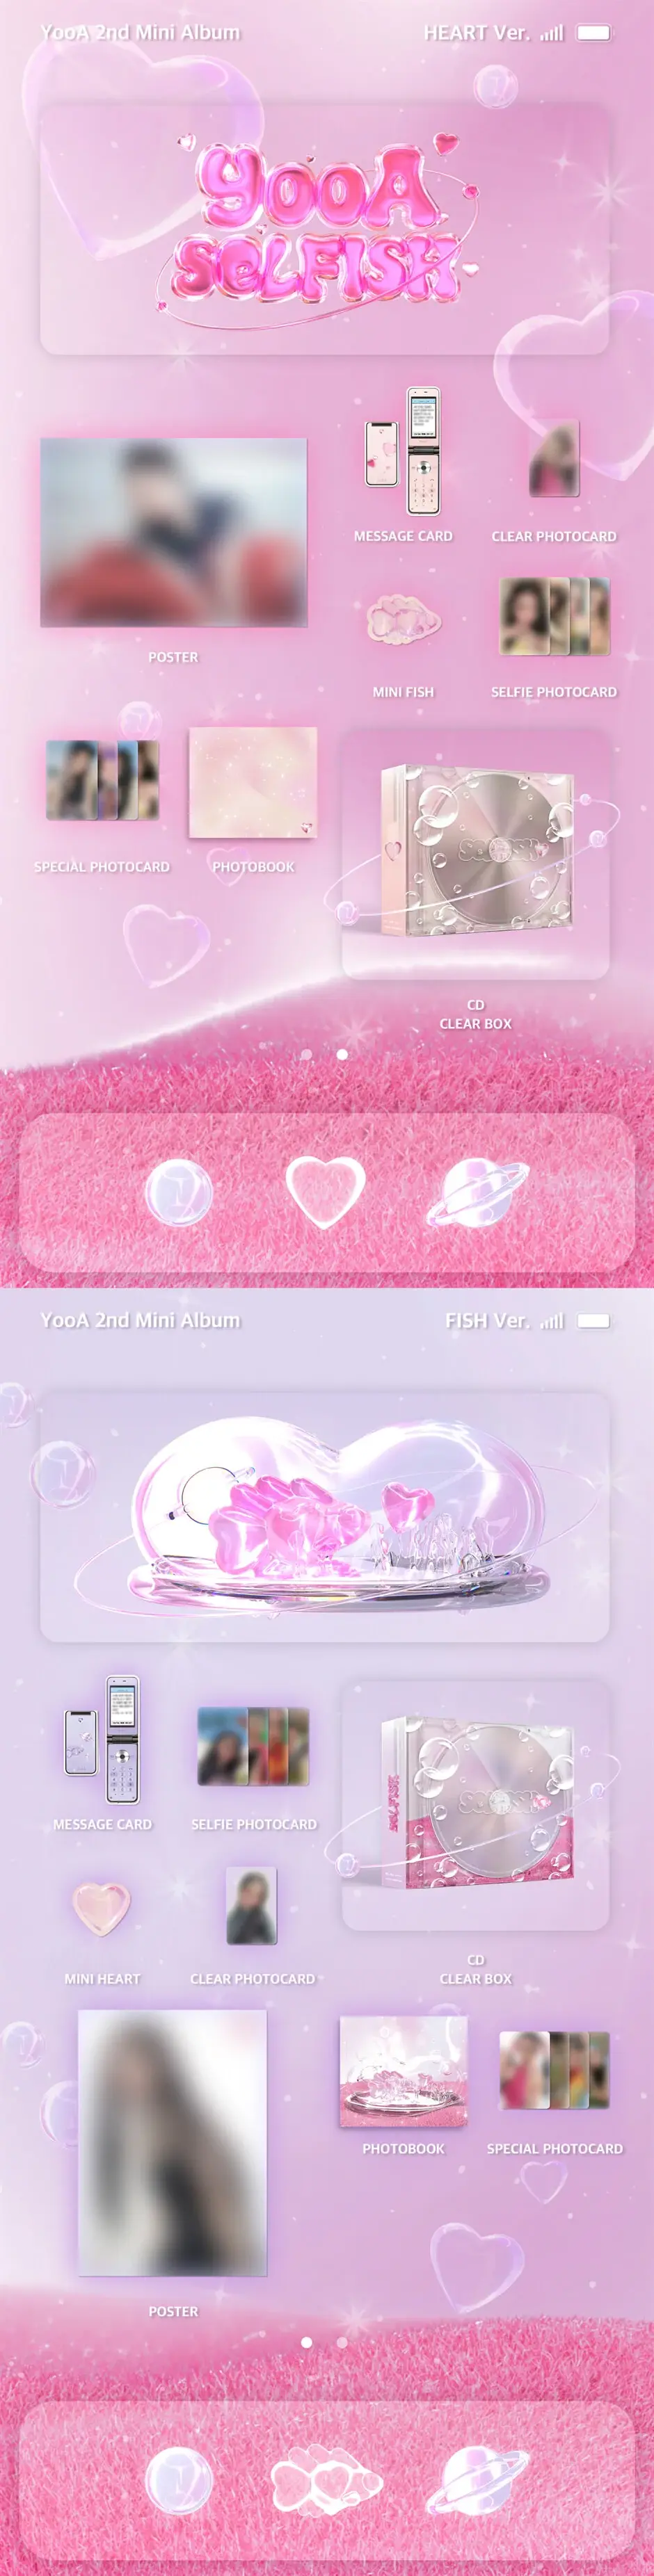 YooA 2nd Mini Album
HEART Ver.
YooA
SELFISH
MESSAGE CARD
CLEAR PHOTOCARD
POSTER
MINI FISH
SELFIE PHOTOCARD
SPECIAL PHOTOCARD
PHOTOBOOK
CD
CLEAR BOX
YooA 2nd Mini Album
FISH Ver.
MESSAGE CARD
SELFIE PHOTOCARD
MINI HEART
CLEAR PHOTOCARD
CD
CLEAR BOX
PHOTOBOOK
SPECIAL PHOTOCARD
POSTER